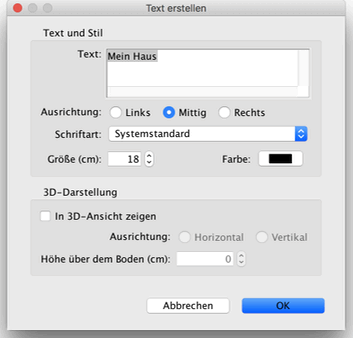 Text erstellen
Text und Stil
Text: Mein Haus
Ausrichtung: Links Mittig Rechts
Schriftart: Systemstandard
Größe (cm): 18 Farbe:
3D-Darstellung
In 3D-Ansicht zeigen
Ausrichtung: Horizontal Vertikal
Höhe über dem Boden (cm): 0
Abbrechen OK